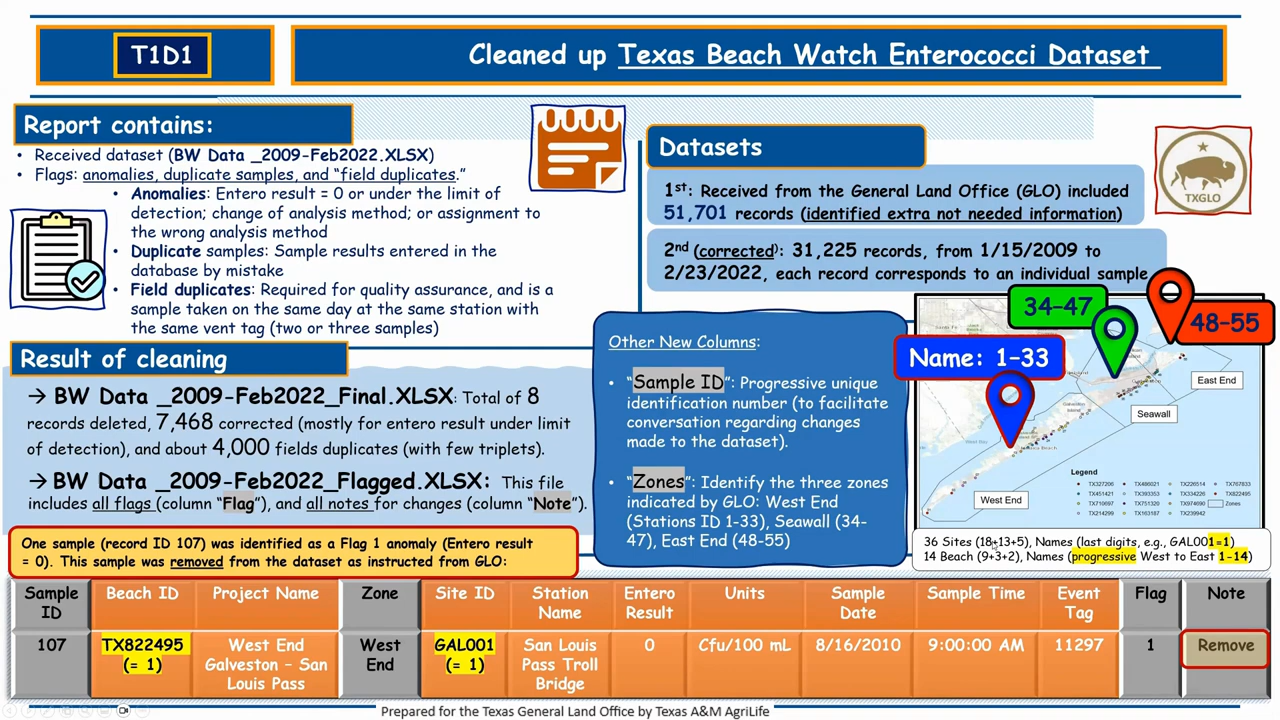 T1D1
Cleaned up Texas Beach Watch Enterococci Dataset
Report contains:
• Received dataset (BW Data _2009-Feb2022.XLSX)
• Flags: anomalies, duplicate samples, and "field duplicates."
• Anomalies: Entero result = 0 or under the limit of
detection; change of analysis method; or assignment to
the wrong analysis method
• Duplicate samples: Sample results entered in the
database by mistake
• Field duplicates: Required for quality assurance, and is a
sample taken on the same day at the same station with
the same vent tag (two or three samples)
Result of cleaning
→ BW Data _2009-Feb2022_Final.XLSX: Total of 8
records deleted, 7,468 corrected (mostly for entero result under limit
of detection), and about 4,000 fields duplicates (with few triplets).
→ BW Data _2009-Feb2022_Flagged.XLSX: This file
includes all flags (column "Flag"), and all notes for changes (column "Note").
Datasets
TXGLO
1st: Received from the General Land Office (GLO) included
51,701 records (identified extra not needed information)
2nd (corrected): 31,225 records, from 1/15/2009 to
2/23/2022, each record corresponds to an individual sample
Other New Columns:
• "Sample ID": Progressive unique
identification number (to facilitate
conversation regarding changes
made to the dataset).
• "Zones": Identify the three zones
indicated by GLO: West End
(Stations ID 1-33), Seawall (34-
47), East End (48-55)
34-47
48-55
Name: 1-33
East End
Seawall
West End
Legend
Zones
36 Sites (18+13+5), Names (last digits, e.g., GAL001=1)
14 Beach (9+3+2), Names (progressive West to East 1-14)
One sample (record ID 107) was identified as a Flag 1 anomaly (Entero result
= 0). This sample was removed from the dataset as instructed from GLO:
Sample ID Beach ID Project Name Zone Site ID Station Name Entero Result Units Sample Date Sample Time Event Tag Flag Note
107 TX822495 (= 1) West End Galveston – San Louis Pass West End GAL001 (= 1) San Louis Pass Troll Bridge 0 Cfu/100 mL 8/16/2010 9:00:00 AM 11297 1 Remove
Prepared for the Texas General Land Office by Texas A&M AgriLife